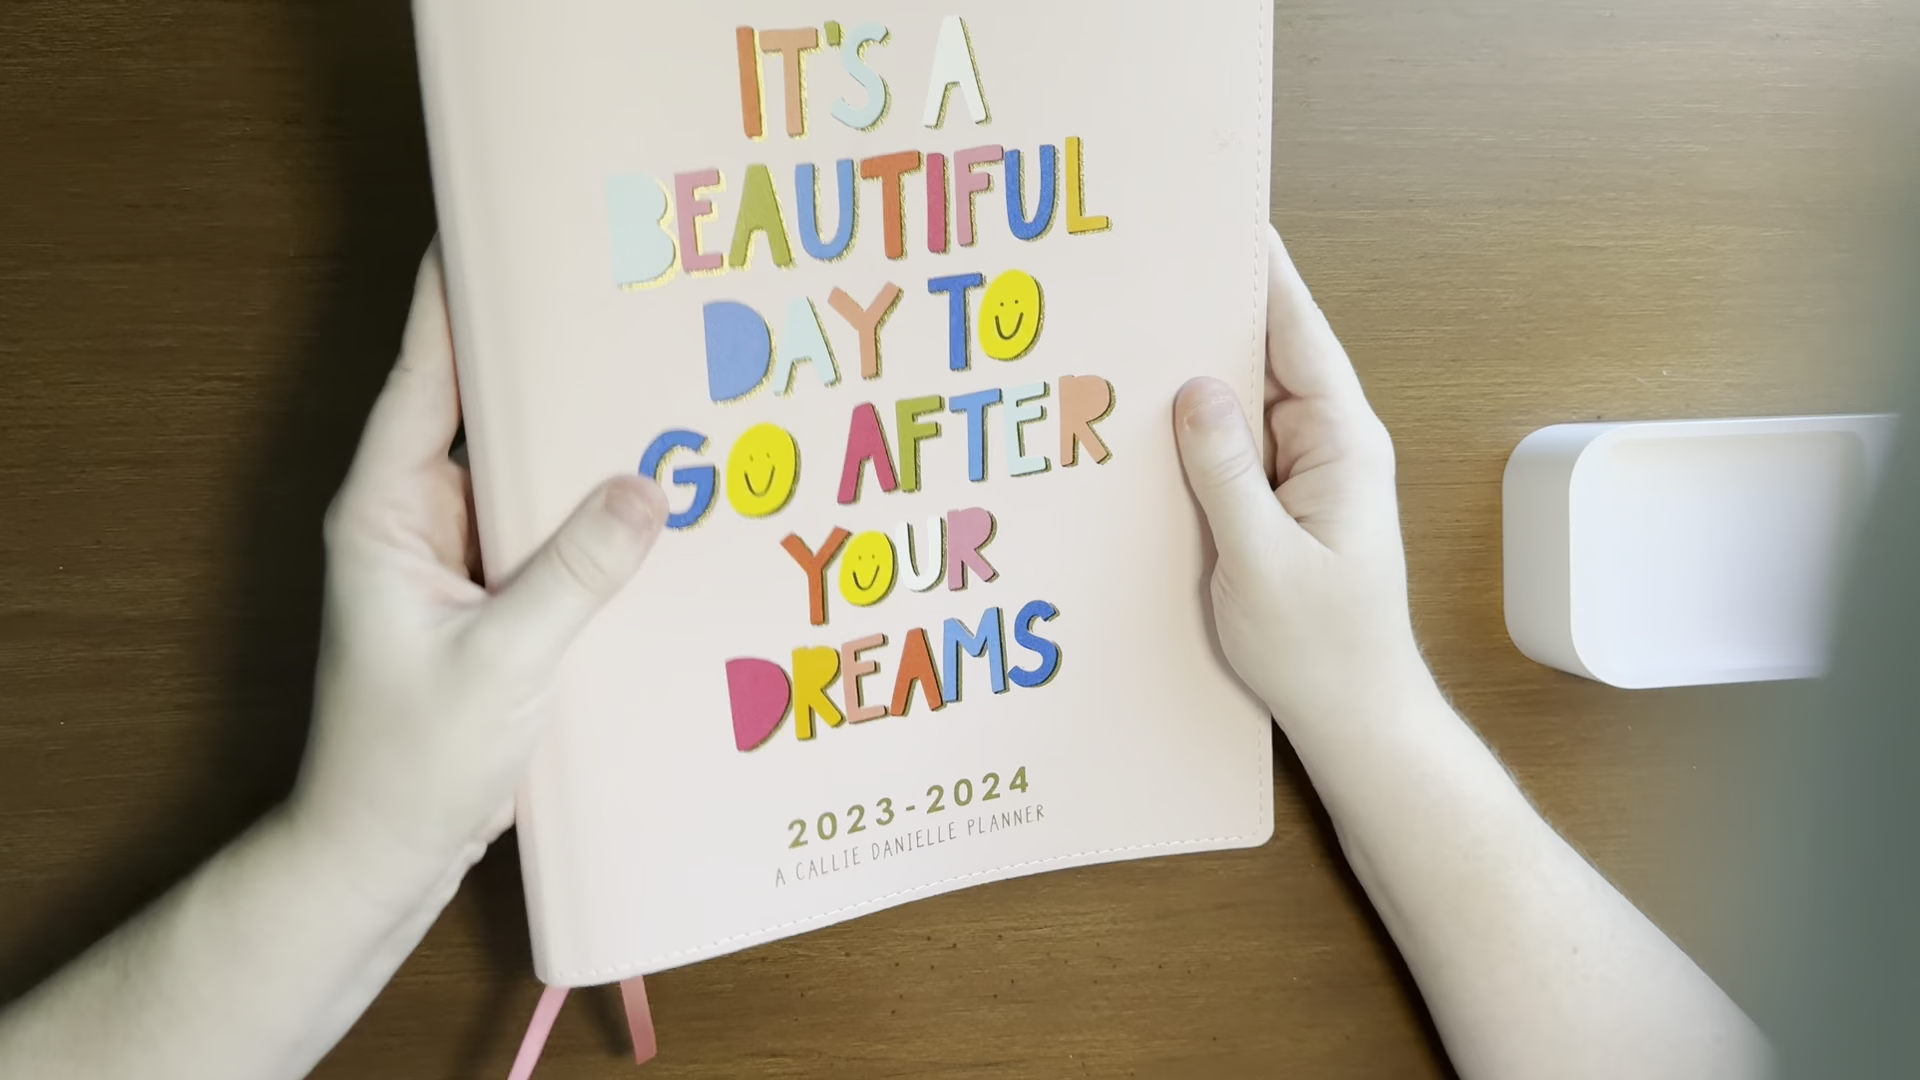 IT'S A
BEAUTIFUL
DAY TO
GO AFTER
YOUR
DREAMS
2023-2024
A CALLIE DANIELLE PLANNER